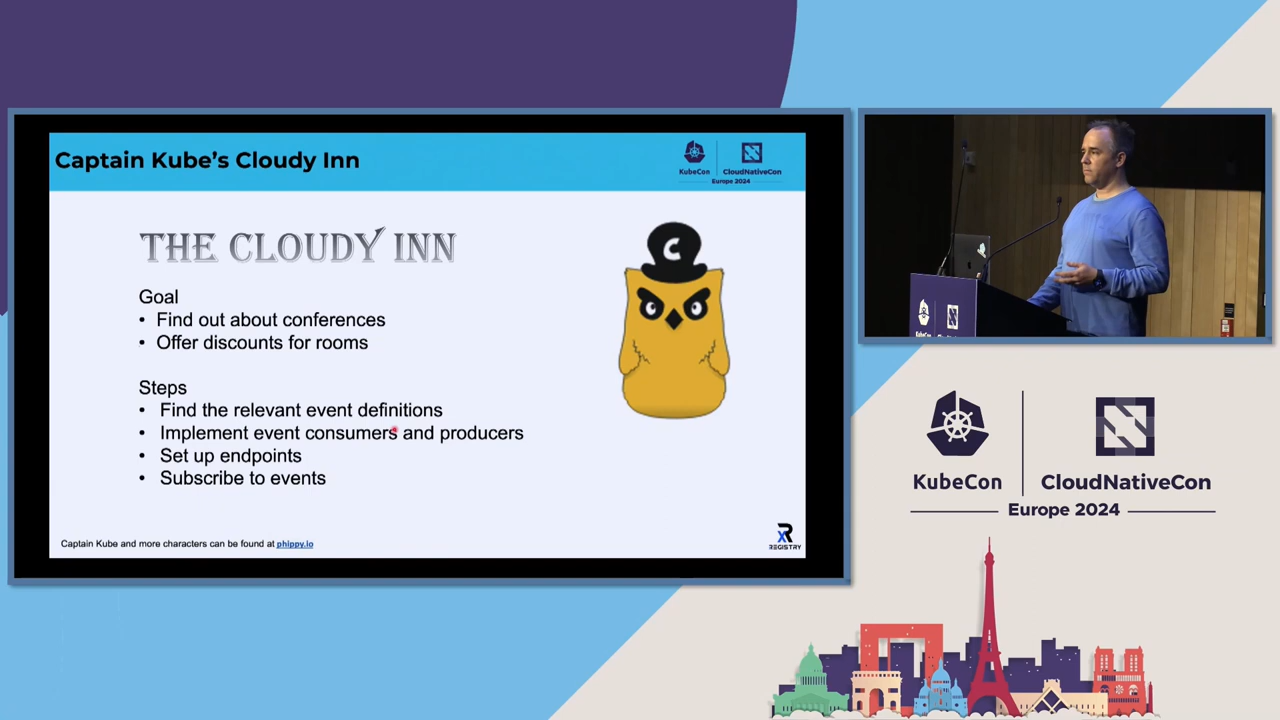 Captain Kube's Cloudy Inn
KubeCon
CloudNativeCon
Europe 2024
THE CLOUDY INN
C
Goal
• Find out about conferences
• Offer discounts for rooms
Steps
• Find the relevant event definitions
• Implement event consumers and producers
• Set up endpoints
• Subscribe to events
Captain Kube and more characters can be found at phippy.io
xR
REGISTRY
KubeCon
CloudNativeCon
Europe 2024